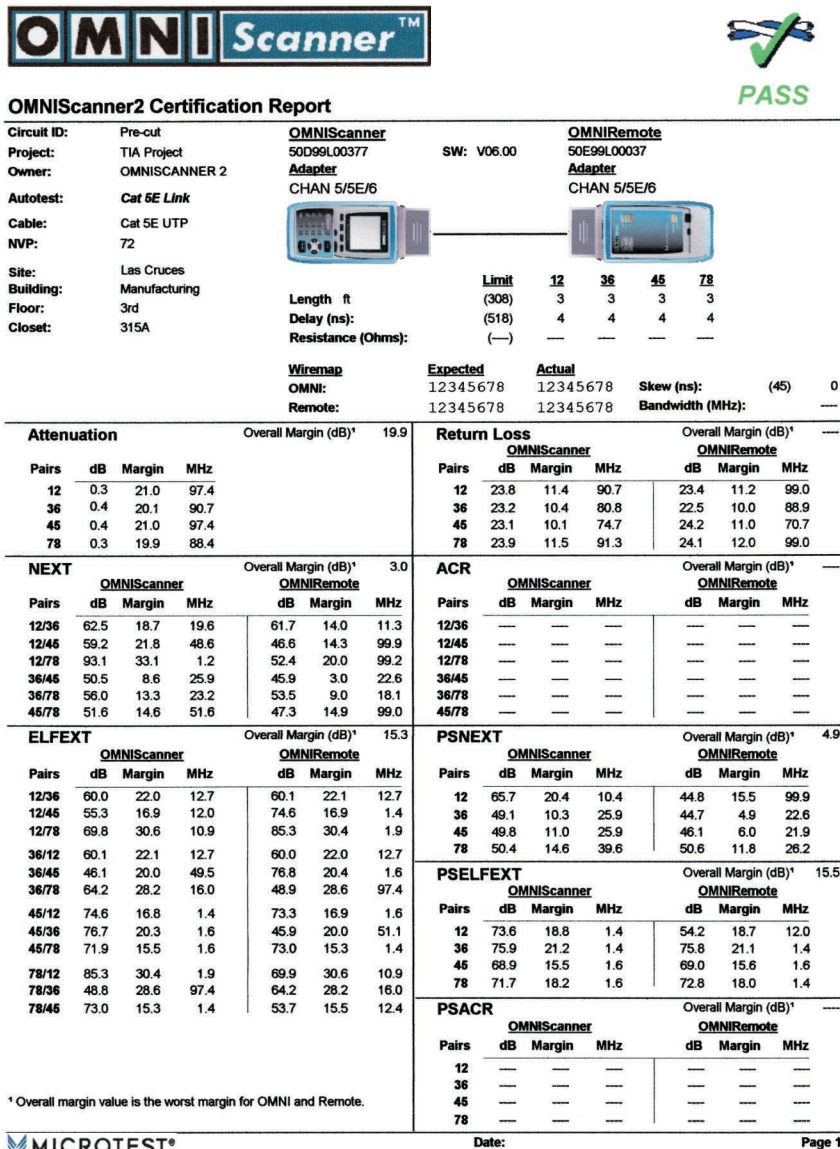 OMNI Scanner™
PASS
OMNIScanner2 Certification Report
Circuit ID: Pre-cut
Project: TIA Project
Owner: OMNISCANNER 2
Autotest: Cat 5E Link
Cable: Cat 5E UTP
NVP: 72
Site: Las Cruces
Building: Manufacturing
Floor: 3rd
Closet: 315A
OMNIScanner OMNIRemote
50D99L00377 SW: V06.00 50E99L00037
Adapter Adapter
CHAN 5/5E/6 CHAN 5/5E/6
Limit 12 36 45 78
Length ft (308) 3 3 3 3
Delay (ns): (518) 4 4 4 4
Resistance (Ohms): (----) ---- ---- ---- ----
Wiremap Expected Actual
OMNI: 12345678 12345678 Skew (ns): (45) 0
Remote: 12345678 12345678 Bandwidth (MHz): ----
Attenuation Overall Margin (dB)¹ 19.9
Pairs dB Margin MHz
12 0.3 21.0 97.4
36 0.4 20.1 90.7
45 0.4 21.0 97.4
78 0.3 19.9 88.4
Return Loss Overall Margin (dB)¹ ----
OMNIScanner OMNIRemote
Pairs dB Margin MHz dB Margin MHz
12 23.8 11.4 90.7 23.4 11.2 99.0
36 23.2 10.4 80.8 22.5 10.0 88.9
45 23.1 10.1 74.7 24.2 11.0 70.7
78 23.9 11.5 91.3 24.1 12.0 99.0
NEXT Overall Margin (dB)¹ 3.0
OMNIScanner OMNIRemote
Pairs dB Margin MHz dB Margin MHz
12/36 62.5 18.7 19.6 61.7 14.0 11.3
12/45 59.2 21.8 48.6 46.6 14.3 99.9
12/78 93.1 33.1 1.2 52.4 20.0 99.2
36/45 50.5 8.6 25.9 45.9 3.0 22.6
36/78 56.0 13.3 23.2 53.5 9.0 18.1
45/78 51.6 14.6 51.6 47.3 14.9 99.0
ACR Overall Margin (dB)¹ ----
OMNIScanner OMNIRemote
Pairs dB Margin MHz dB Margin MHz
12/36 ---- ---- ---- ---- ---- ----
12/45 ---- ---- ---- ---- ---- ----
12/78 ---- ---- ---- ---- ---- ----
36/45 ---- ---- ---- ---- ---- ----
36/78 ---- ---- ---- ---- ---- ----
45/78 ---- ---- ---- ---- ---- ----
ELFEXT Overall Margin (dB)¹ 15.3
OMNIScanner OMNIRemote
Pairs dB Margin MHz dB Margin MHz
12/36 60.0 22.0 12.7 60.1 22.1 12.7
12/45 55.3 16.9 12.0 74.6 16.9 1.4
12/78 69.8 30.6 10.9 85.3 30.4 1.9
36/12 60.1 22.1 12.7 60.0 22.0 12.7
36/45 46.1 20.0 49.5 76.8 20.4 1.6
36/78 64.2 28.2 16.0 48.9 28.6 97.4
45/12 74.6 16.8 1.4 73.3 16.9 1.6
45/36 76.7 20.3 1.6 45.9 20.0 51.1
45/78 71.9 15.5 1.6 73.0 15.3 1.4
78/12 85.3 30.4 1.9 69.9 30.6 10.9
78/36 48.8 28.6 97.4 64.2 28.2 16.0
78/45 73.0 15.3 1.4 53.7 15.5 12.4
PSNEXT Overall Margin (dB)¹ 4.9
OMNIScanner OMNIRemote
Pairs dB Margin MHz dB Margin MHz
12 65.7 20.4 10.4 44.8 15.5 99.9
36 49.1 10.3 25.9 44.7 4.9 22.6
45 49.8 11.0 25.9 46.1 6.0 21.9
78 50.4 14.6 39.6 50.6 11.8 26.2
PSELFEXT Overall Margin (dB)¹ 15.5
OMNIScanner OMNIRemote
Pairs dB Margin MHz dB Margin MHz
12 73.6 18.8 1.4 54.2 18.7 12.0
36 75.9 21.2 1.4 75.8 21.1 1.4
45 68.9 15.5 1.6 69.0 15.6 1.6
78 71.7 18.2 1.6 72.8 18.0 1.4
PSACR Overall Margin (dB)¹ ----
OMNIScanner OMNIRemote
Pairs dB Margin MHz dB Margin MHz
12 ---- ---- ---- ---- ---- ----
36 ---- ---- ---- ---- ---- ----
45 ---- ---- ---- ---- ---- ----
78 ---- ---- ---- ---- ---- ----
¹ Overall margin value is the worst margin for OMNI and Remote.
MICROTEST® Date: Page 1